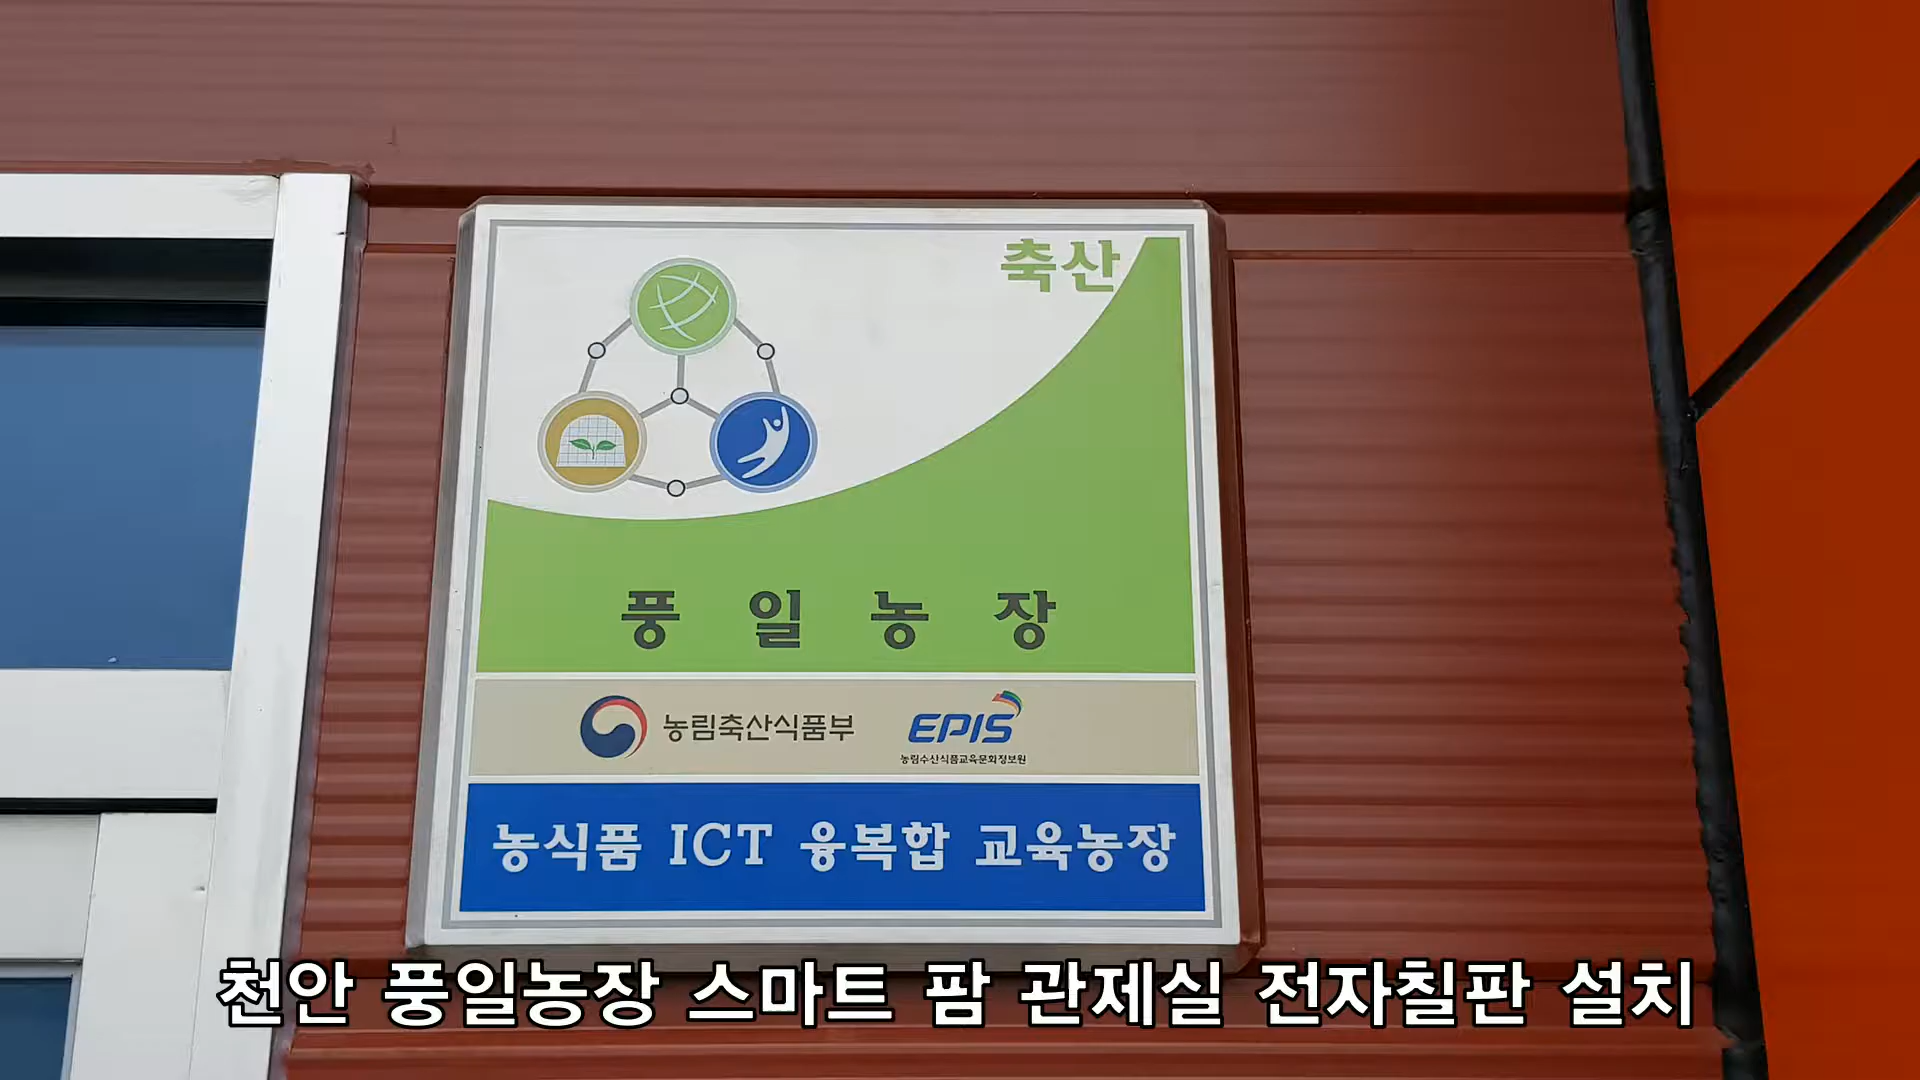 축산
풍일농장
농림축산식품부
EPIS
농림수산식품교육문화정보원
농식품 ICT 융복합 교육농장
천안 풍일농장 스마트 팜 관제실 전자칠판 설치